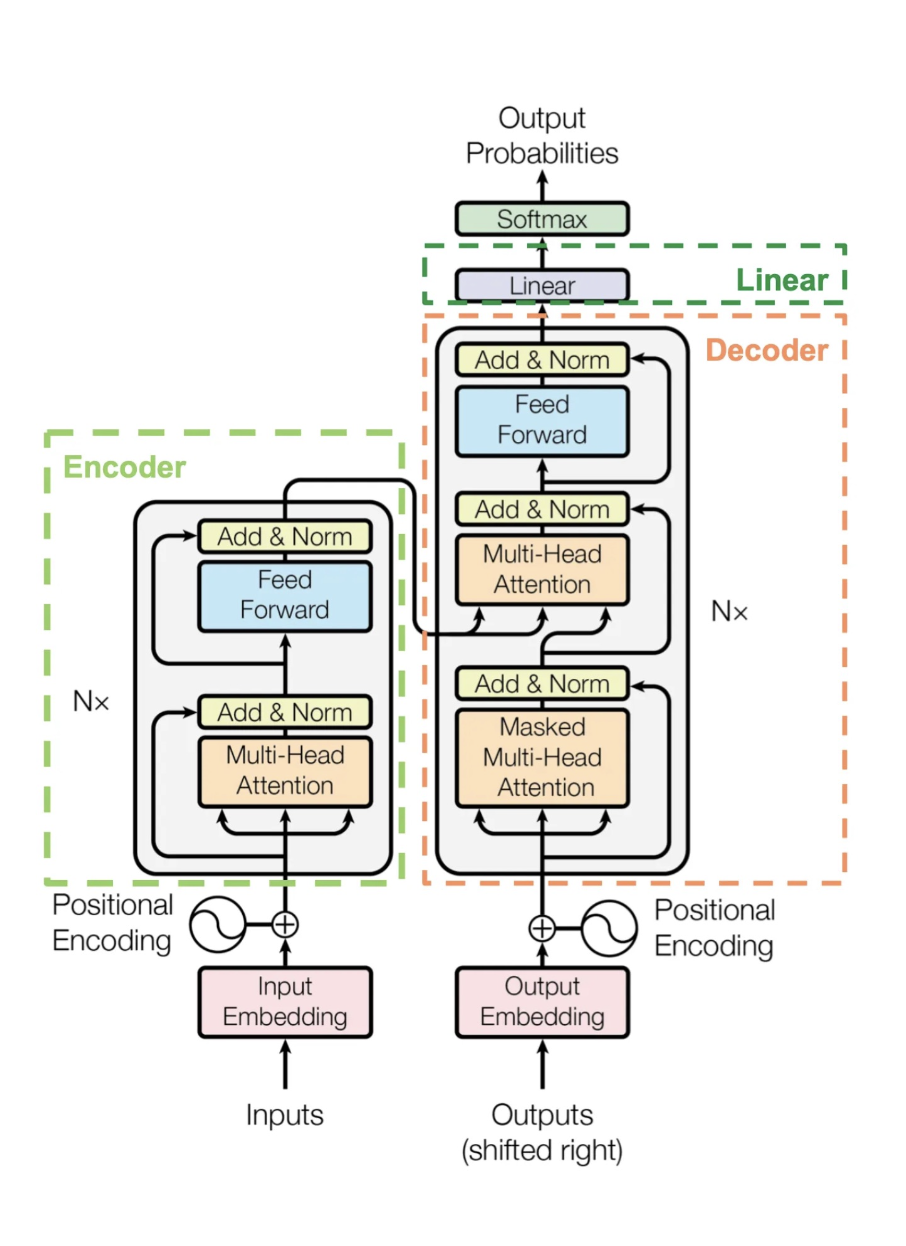 Output
Probabilities
Softmax
Linear
Linear
Decoder
Add & Norm
Feed
Forward
Add & Norm
Multi-Head
Attention
Nx
Add & Norm
Masked
Multi-Head
Attention
Encoder
Add & Norm
Feed
Forward
Nx
Add & Norm
Multi-Head
Attention
Positional
Encoding
Positional
Encoding
Input
Embedding
Output
Embedding
Inputs
Outputs
(shifted right)